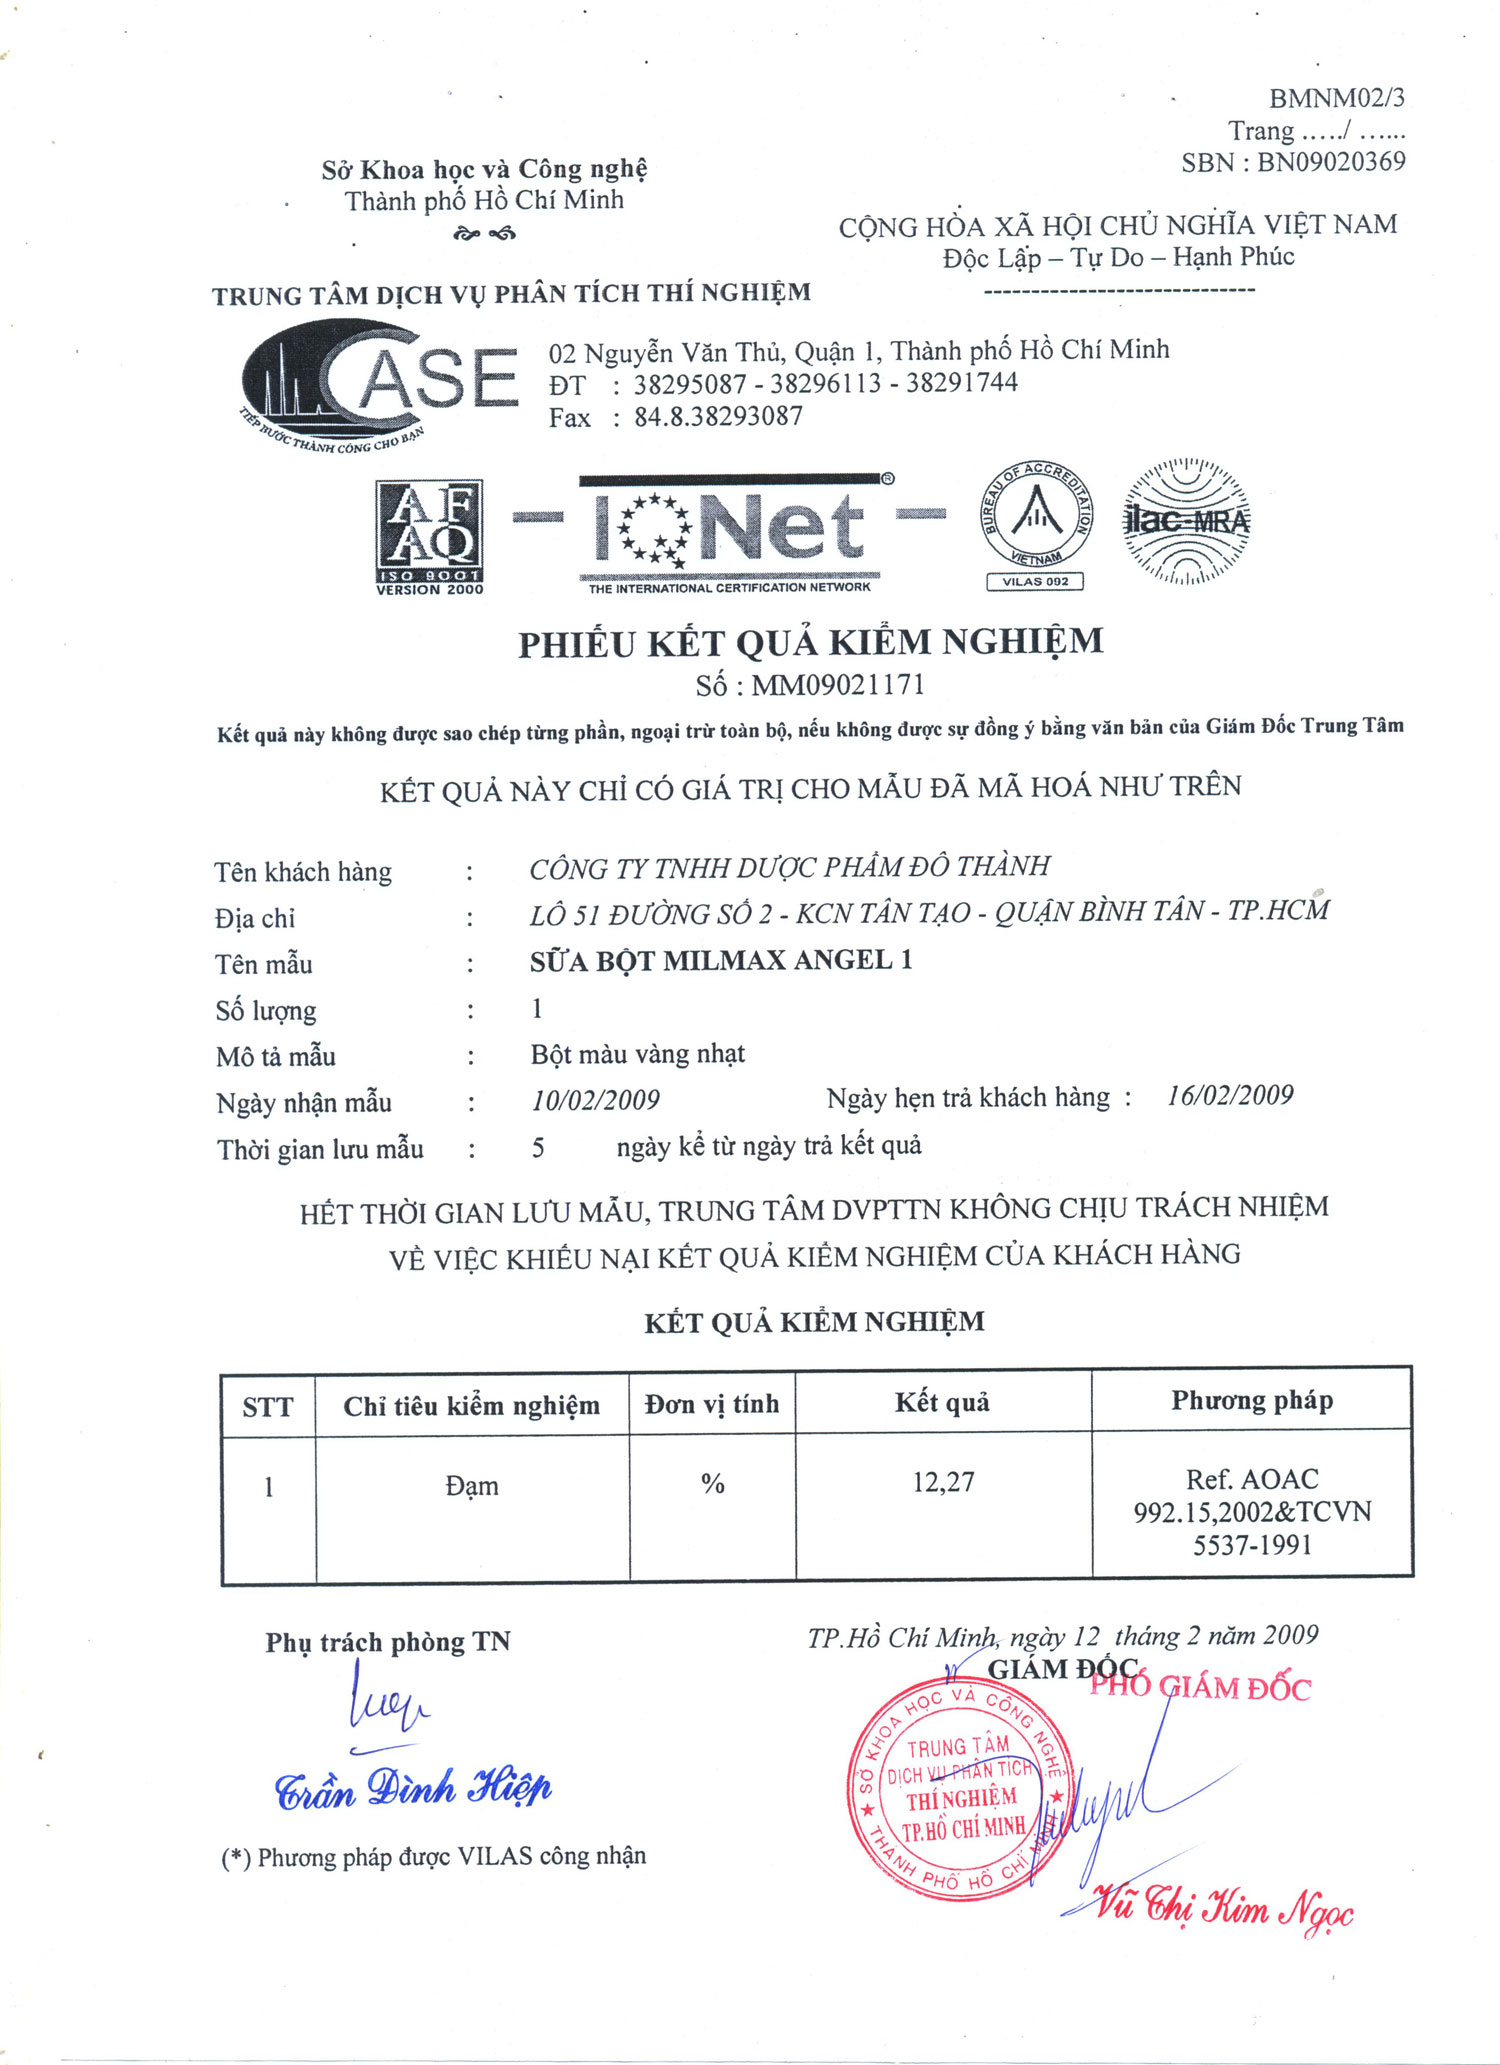 BMNM02/3
Trang ...../ ......
SBN : BN09020369
Sở Khoa học và Công nghệ
Thành phố Hồ Chí Minh
CỘNG HÒA XÃ HỘI CHỦ NGHĨA VIỆT NAM
Độc Lập – Tự Do – Hạnh Phúc
----------------------------
TRUNG TÂM DỊCH VỤ PHÂN TÍCH THÍ NGHIỆM
CASE
TIẾP BƯỚC THÀNH CÔNG CHO BẠN
02 Nguyễn Văn Thủ, Quận 1, Thành phố Hồ Chí Minh
ĐT : 38295087 - 38296113 - 38291744
Fax : 84.8.38293087
AF
AQ
ISO 9001
VERSION 2000
IQNet ®
THE INTERNATIONAL CERTIFICATION NETWORK
BUREAU OF ACCREDITATION
VIETNAM
VILAS 092
ilac-MRA
PHIẾU KẾT QUẢ KIỂM NGHIỆM
Số : MM09021171
Kết quả này không được sao chép từng phần, ngoại trừ toàn bộ, nếu không được sự đồng ý bằng văn bản của Giám Đốc Trung Tâm
KẾT QUẢ NÀY CHỈ CÓ GIÁ TRỊ CHO MẪU ĐÃ MÃ HOÁ NHƯ TRÊN
Tên khách hàng : CÔNG TY TNHH DƯỢC PHẨM ĐÔ THÀNH
Địa chỉ : LÔ 51 ĐƯỜNG SỐ 2 - KCN TÂN TẠO - QUẬN BÌNH TÂN - TP.HCM
Tên mẫu : SỮA BỘT MILMAX ANGEL 1
Số lượng : 1
Mô tả mẫu : Bột màu vàng nhạt
Ngày nhận mẫu : 10/02/2009 Ngày hẹn trả khách hàng : 16/02/2009
Thời gian lưu mẫu : 5 ngày kể từ ngày trả kết quả
HẾT THỜI GIAN LƯU MẪU, TRUNG TÂM DVPTTN KHÔNG CHỊU TRÁCH NHIỆM
VỀ VIỆC KHIẾU NẠI KẾT QUẢ KIỂM NGHIỆM CỦA KHÁCH HÀNG
KẾT QUẢ KIỂM NGHIỆM
STT Chỉ tiêu kiểm nghiệm Đơn vị tính Kết quả Phương pháp
1 Đạm % 12,27 Ref. AOAC
992.15,2002&TCVN
5537-1991
Phụ trách phòng TN
TP.Hồ Chí Minh, ngày 12 tháng 2 năm 2009
GIÁM ĐỐC
PHÓ GIÁM ĐỐC
SỞ KHOA HỌC VÀ CÔNG NGHỆ
TRUNG TÂM
DỊCH VỤ PHÂN TÍCH
THÍ NGHIỆM
TP.HỒ CHÍ MINH
★ THÀNH PHỐ HỒ CHÍ MINH ★
Trần Đình Hiệp
(*) Phương pháp được VILAS công nhận
Vũ Thị Kim Ngọc